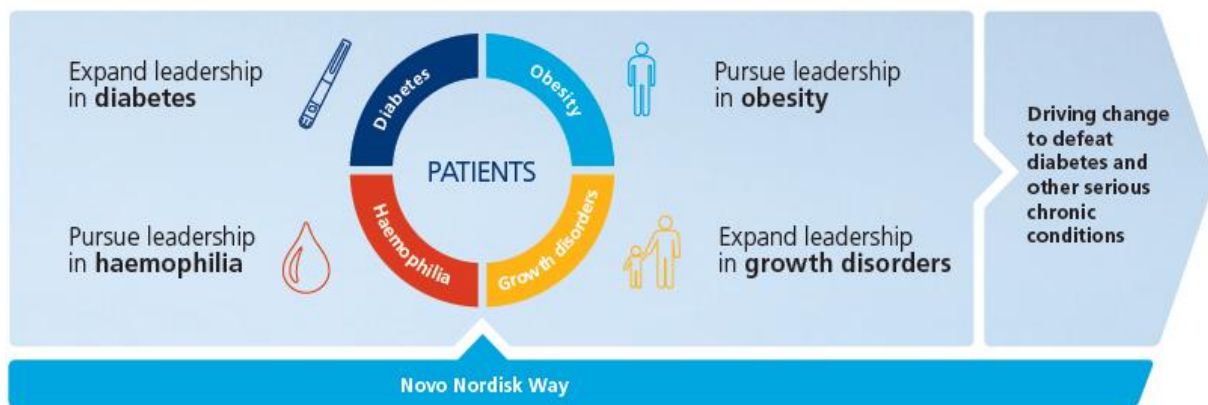 Expand leadership
in diabetes
Diabetes
Obesity
Pursue leadership
in obesity
PATIENTS
Pursue leadership
in haemophilia
Haemophilia
Growth disorders
Expand leadership
in growth disorders
Driving change
to defeat
diabetes and
other serious
chronic
conditions
Novo Nordisk Way